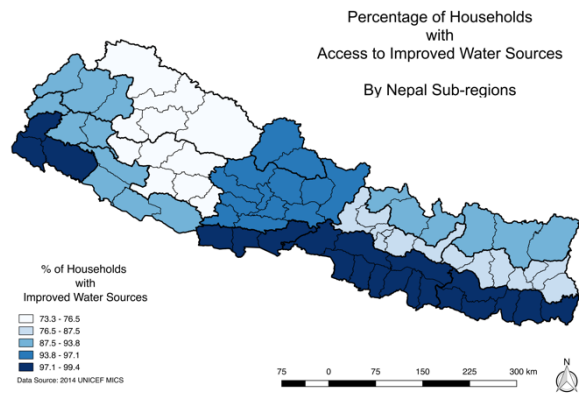 Percentage of Households
with
Access to Improved Water Sources
By Nepal Sub-regions
% of Households
with
Improved Water Sources
73.3 - 76.5
76.5 - 87.5
87.5 - 93.8
93.8 - 97.1
97.1 - 99.4
Data Source: 2014 UNICEF MICS
75 0 75 150 225 300 km
N